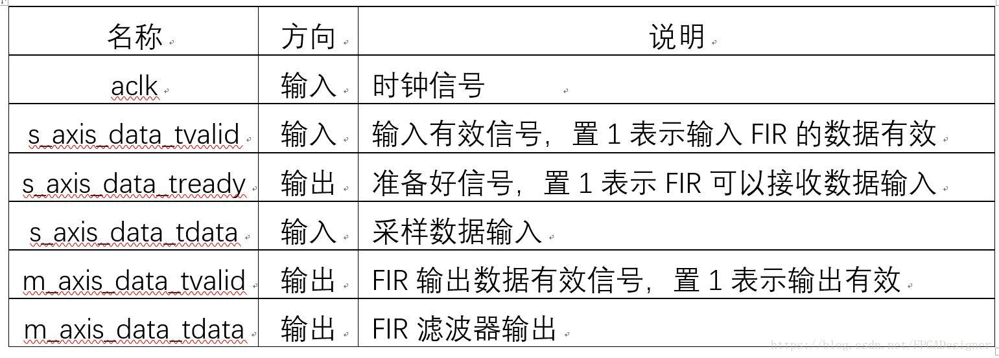 名称 方向 说明
aclk 输入 时钟信号
s_axis_data_tvalid 输入 输入有效信号，置 1 表示输入 FIR 的数据有效
s_axis_data_tready 输出 准备好信号，置 1 表示 FIR 可以接收数据输入
s_axis_data_tdata 输入 采样数据输入
m_axis_data_tvalid 输出 FIR 输出数据有效信号，置 1 表示输出有效
m_axis_data_tdata 输出 FIR 滤波器输出
https://blog.csdn.net/FPGADesigner